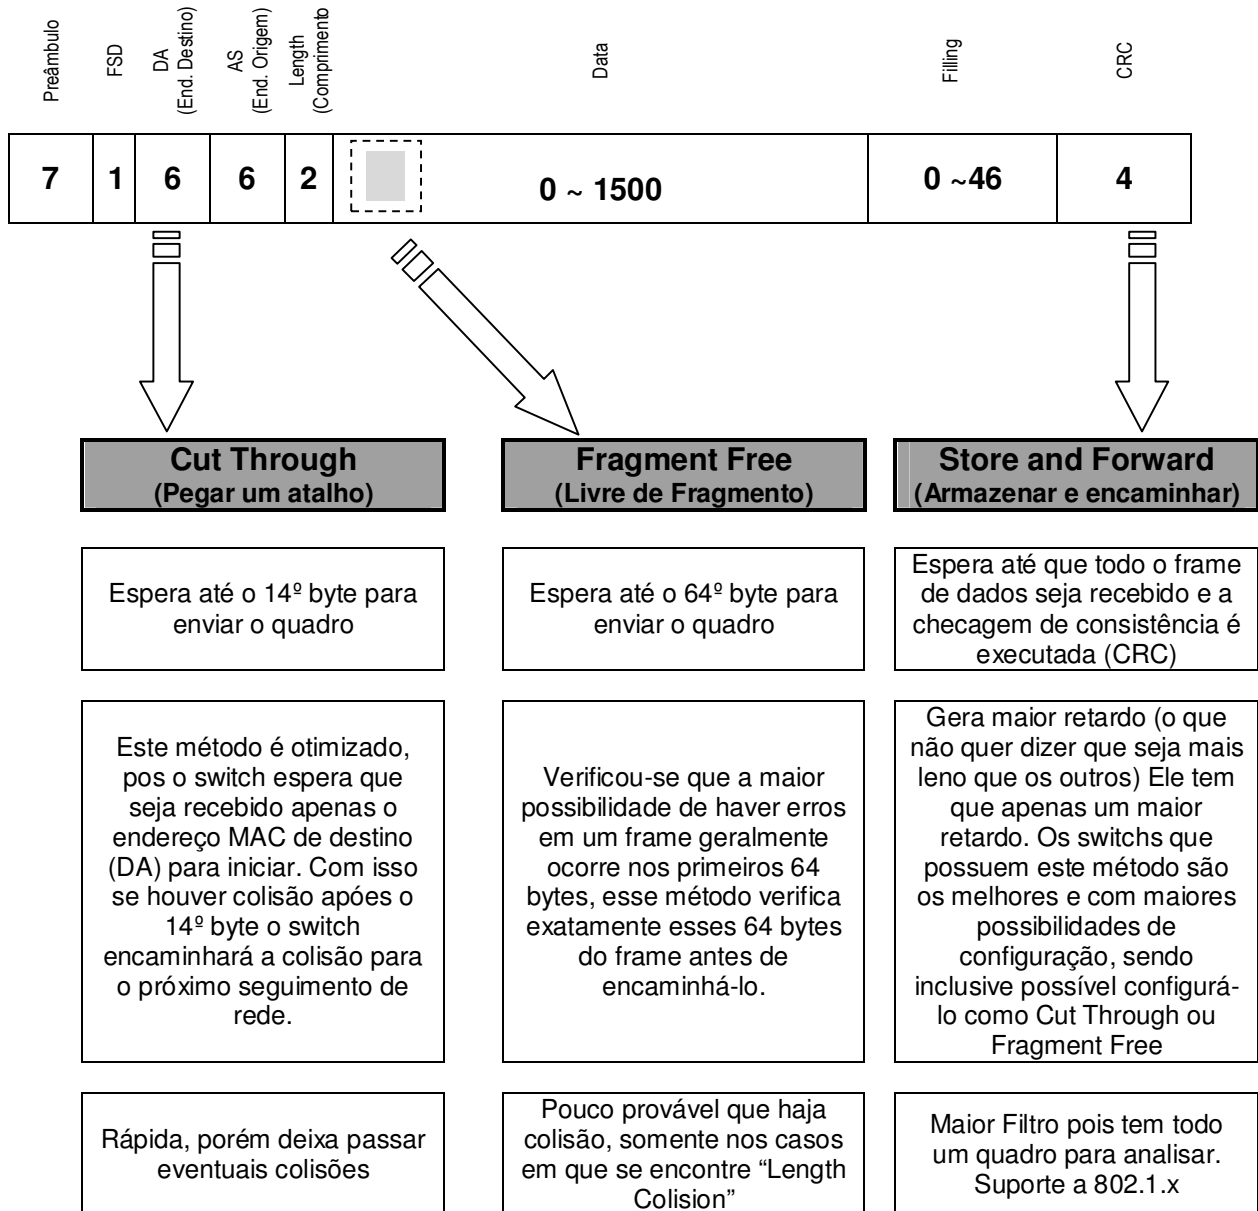 Preâmbulo
FSD
DA
(End. Destino)
AS
(End. Origem)
Length
(Comprimento
Data
Filling
CRC
7
1
6
6
2
0 ~ 1500
0 ~46
4
Cut Through
(Pegar um atalho)
Espera até o 14º byte para
enviar o quadro
Este método é otimizado,
pos o switch espera que
seja recebido apenas o
endereço MAC de destino
(DA) para iniciar. Com isso
se houver colisão apóes o
14º byte o switch
encaminhará a colisão para
o próximo seguimento de
rede.
Rápida, porém deixa passar
eventuais colisões
Fragment Free
(Livre de Fragmento)
Espera até o 64º byte para
enviar o quadro
Verificou-se que a maior
possibilidade de haver erros
em um frame geralmente
ocorre nos primeiros 64
bytes, esse método verifica
exatamente esses 64 bytes
do frame antes de
encaminhá-lo.
Pouco provável que haja
colisão, somente nos casos
em que se encontre “Length
Colision”
Store and Forward
(Armazenar e encaminhar)
Espera até que todo o frame
de dados seja recebido e a
checagem de consistência é
executada (CRC)
Gera maior retardo (o que
não quer dizer que seja mais
leno que os outros) Ele tem
que apenas um maior
retardo. Os switchs que
possuem este método são
os melhores e com maiores
possibilidades de
configuração, sendo
inclusive possível configurá-
lo como Cut Through ou
Fragment Free
Maior Filtro pois tem todo
um quadro para analisar.
Suporte a 802.1.x